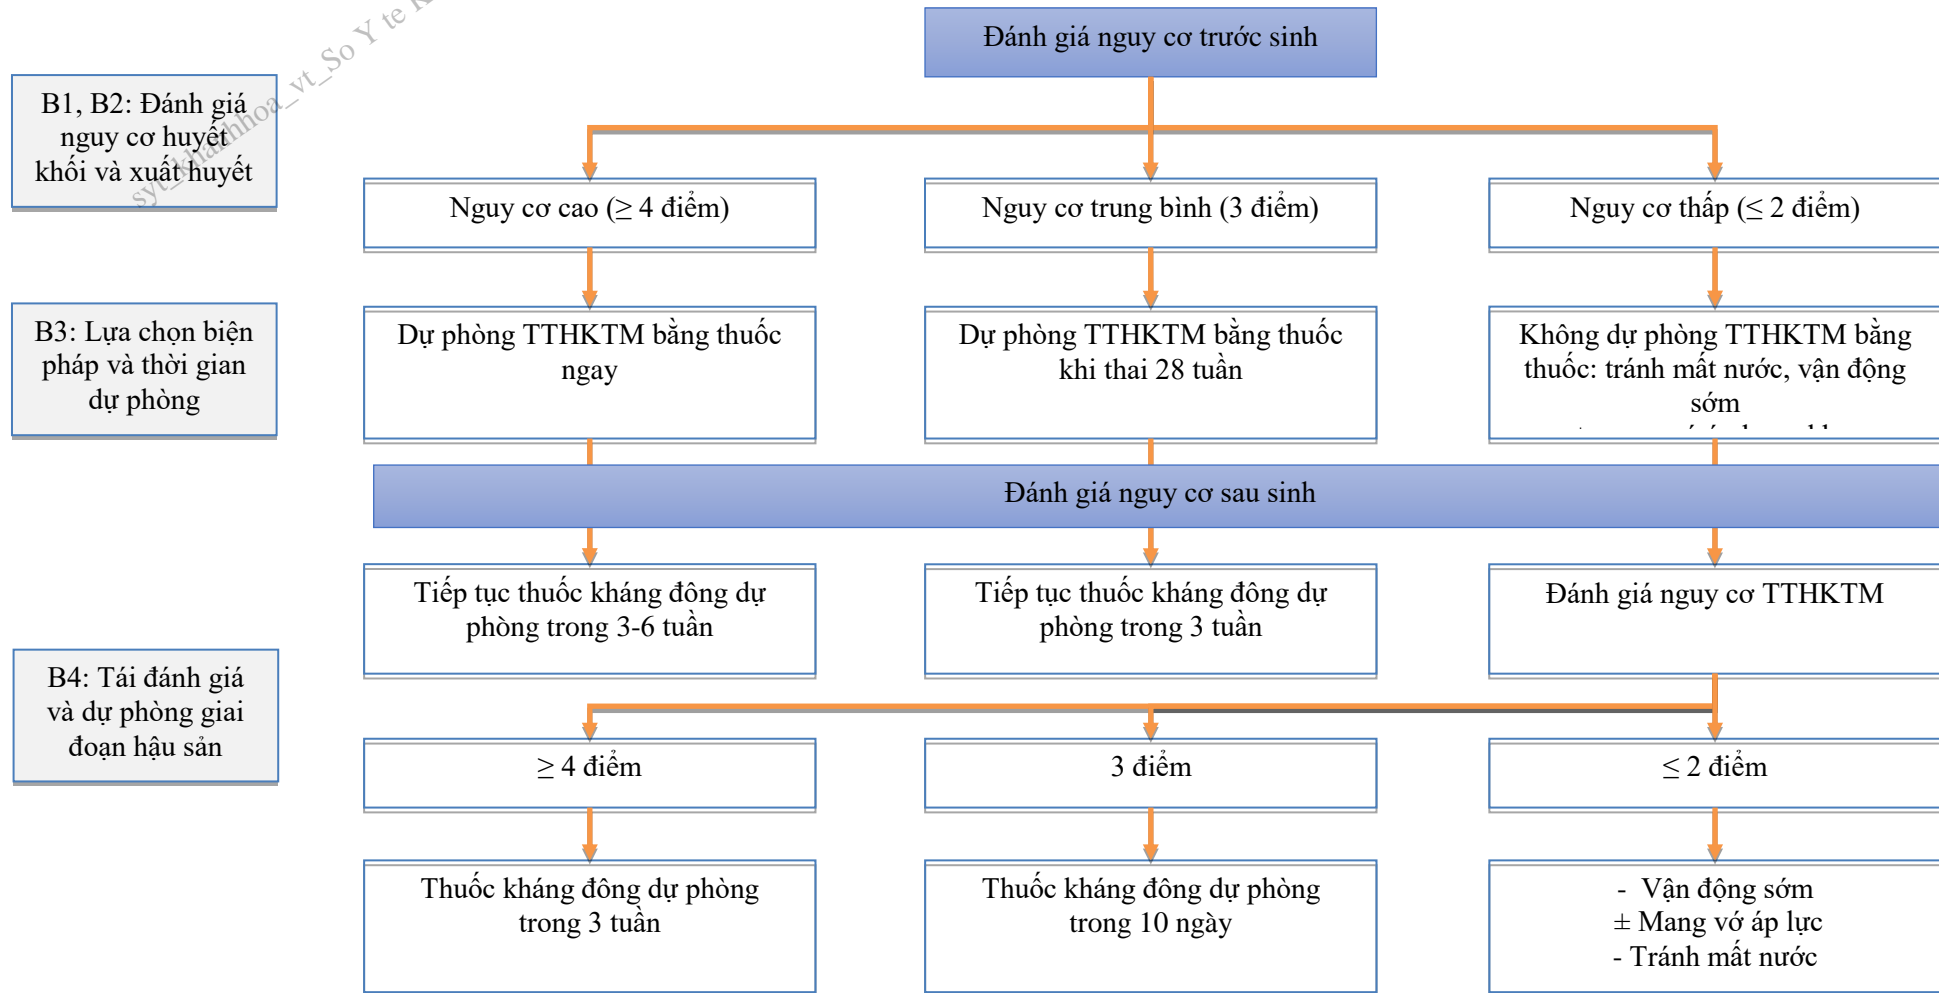 Đánh giá nguy cơ trước sinh
syt_khanhhoa_vt_So Y te
B1, B2: Đánh giá
nguy cơ huyết
khối và xuất huyết
Nguy cơ cao (≥ 4 điểm)
Nguy cơ trung bình (3 điểm)
Nguy cơ thấp (≤ 2 điểm)
B3: Lựa chọn biện
pháp và thời gian
dự phòng
Dự phòng TTHKTM bằng thuốc
ngay
Dự phòng TTHKTM bằng thuốc
khi thai 28 tuần
Không dự phòng TTHKTM bằng
thuốc: tránh mất nước, vận động
sớm
Đánh giá nguy cơ sau sinh
Tiếp tục thuốc kháng đông dự
phòng trong 3-6 tuần
Tiếp tục thuốc kháng đông dự
phòng trong 3 tuần
Đánh giá nguy cơ TTHKTM
B4: Tái đánh giá
và dự phòng giai
đoạn hậu sản
≥ 4 điểm
3 điểm
≤ 2 điểm
Thuốc kháng đông dự phòng
trong 3 tuần
Thuốc kháng đông dự phòng
trong 10 ngày
- Vận động sớm
± Mang vớ áp lực
- Tránh mất nước